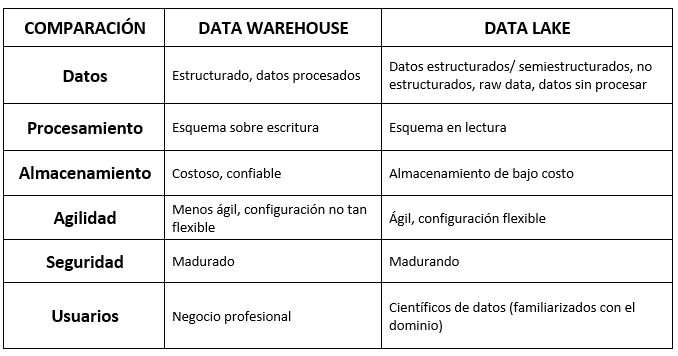 COMPARACIÓN DATA WAREHOUSE DATA LAKE
Datos
Estructurado, datos procesados
Datos estructurados/ semiestructurados, no
estructurados, raw data, datos sin procesar
Procesamiento
Esquema sobre escritura
Esquema en lectura
Almacenamiento
Costoso, confiable
Almacenamiento de bajo costo
Agilidad
Menos ágil, configuración no tan
flexible
Ágil, configuración flexible
Seguridad
Madurado
Madurando
Usuarios
Negocio profesional
Científicos de datos (familiarizados con el
dominio)